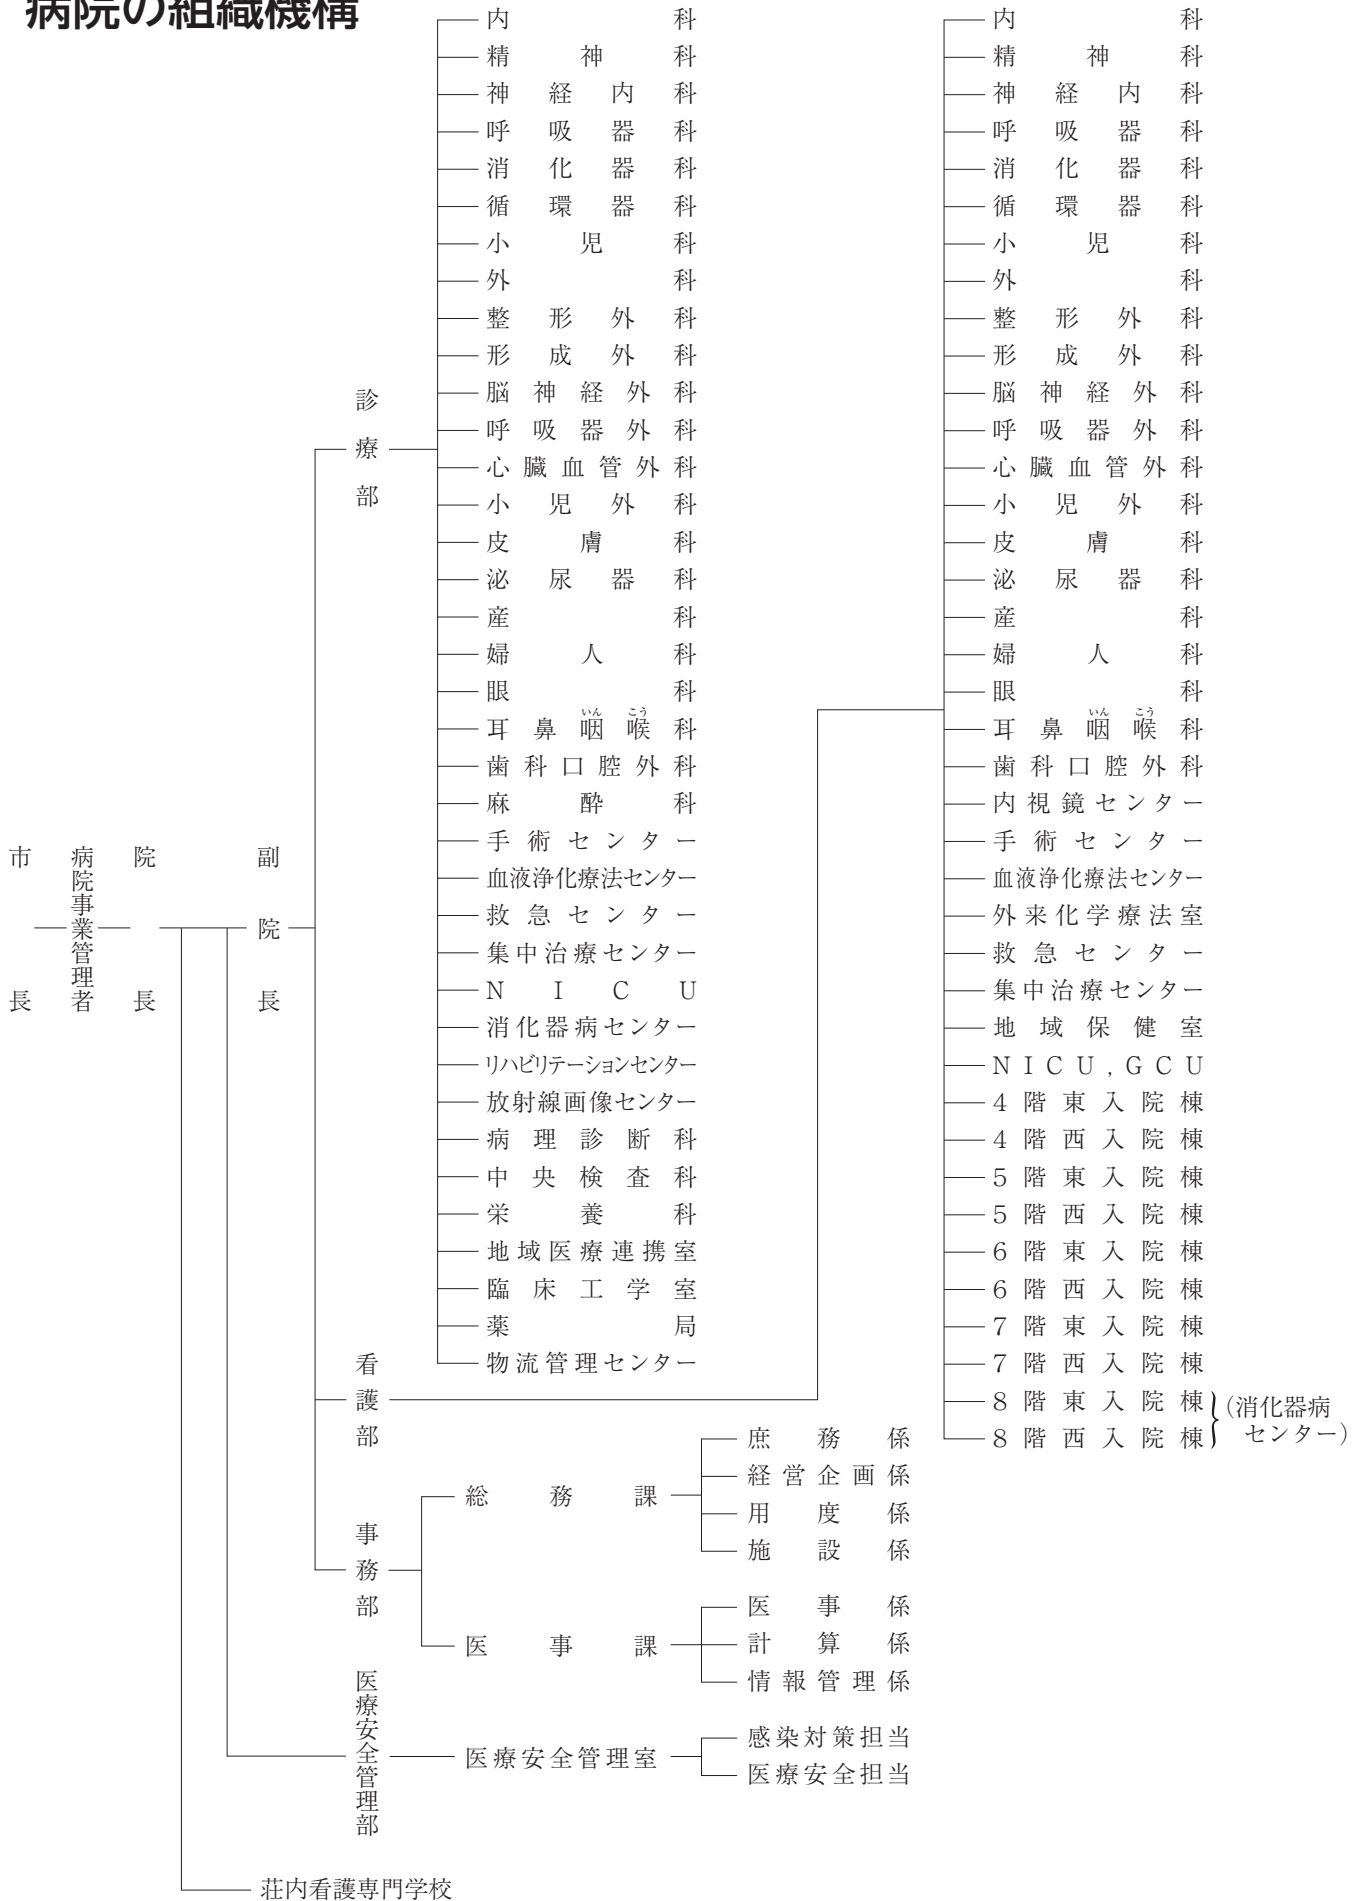 病院の組織機構
市長
病院事業管理者
院長
副院長
診療部
内科
精神科
神経内科
呼吸器科
消化器科
循環器科
小児科
外科
整形外科
形成外科
脳神経外科
呼吸器外科
心臓血管外科
小児外科
皮膚科
泌尿器科
産科
婦人科
眼科
いん こう
耳鼻咽喉科
歯科口腔外科
麻酔科
手術センター
血液浄化療法センター
救急センター
集中治療センター
NICU
消化器病センター
リハビリテーションセンター
放射線画像センター
病理診断科
中央検査科
栄養科
地域医療連携室
臨床工学室
薬局
物流管理センター
看護部
内科
精神科
神経内科
呼吸器科
消化器科
循環器科
小児科
外科
整形外科
形成外科
脳神経外科
呼吸器外科
心臓血管外科
小児外科
皮膚科
泌尿器科
産科
婦人科
眼科
いん こう
耳鼻咽喉科
歯科口腔外科
内視鏡センター
手術センター
血液浄化療法センター
外来化学療法室
救急センター
集中治療センター
地域保健室
NICU,GCU
4階東入院棟
4階西入院棟
5階東入院棟
5階西入院棟
6階東入院棟
6階西入院棟
7階東入院棟
7階西入院棟
8階東入院棟
8階西入院棟
(消化器病
センター)
事務部
総務課
庶務係
経営企画係
用度係
施設係
医事課
医事係
計算係
情報管理係
医療安全管理部
医療安全管理室
感染対策担当
医療安全担当
荘内看護専門学校